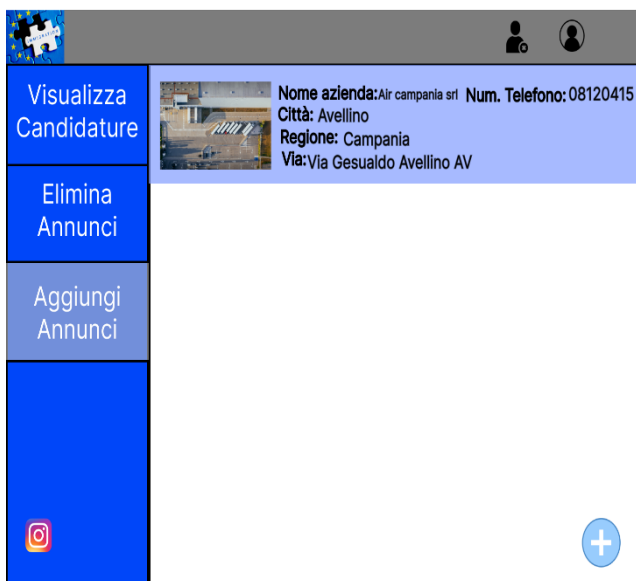 Visualizza
Candidature
Elimina
Annunci
Aggiungi
Annunci
Nome azienda: Air campania srl Num. Telefono: 08120415
Città: Avellino
Regione: Campania
Via: Via Gesualdo Avellino AV